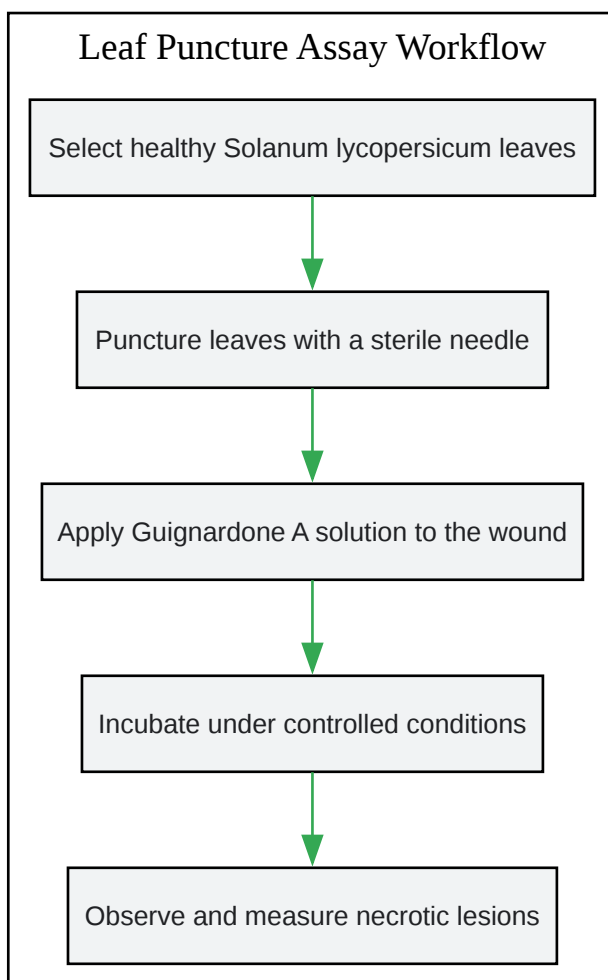 Leaf Puncture Assay Workflow
Select healthy Solanum lycopersicum leaves
Puncture leaves with a sterile needle
Apply Guignardone A solution to the wound
Incubate under controlled conditions
Observe and measure necrotic lesions